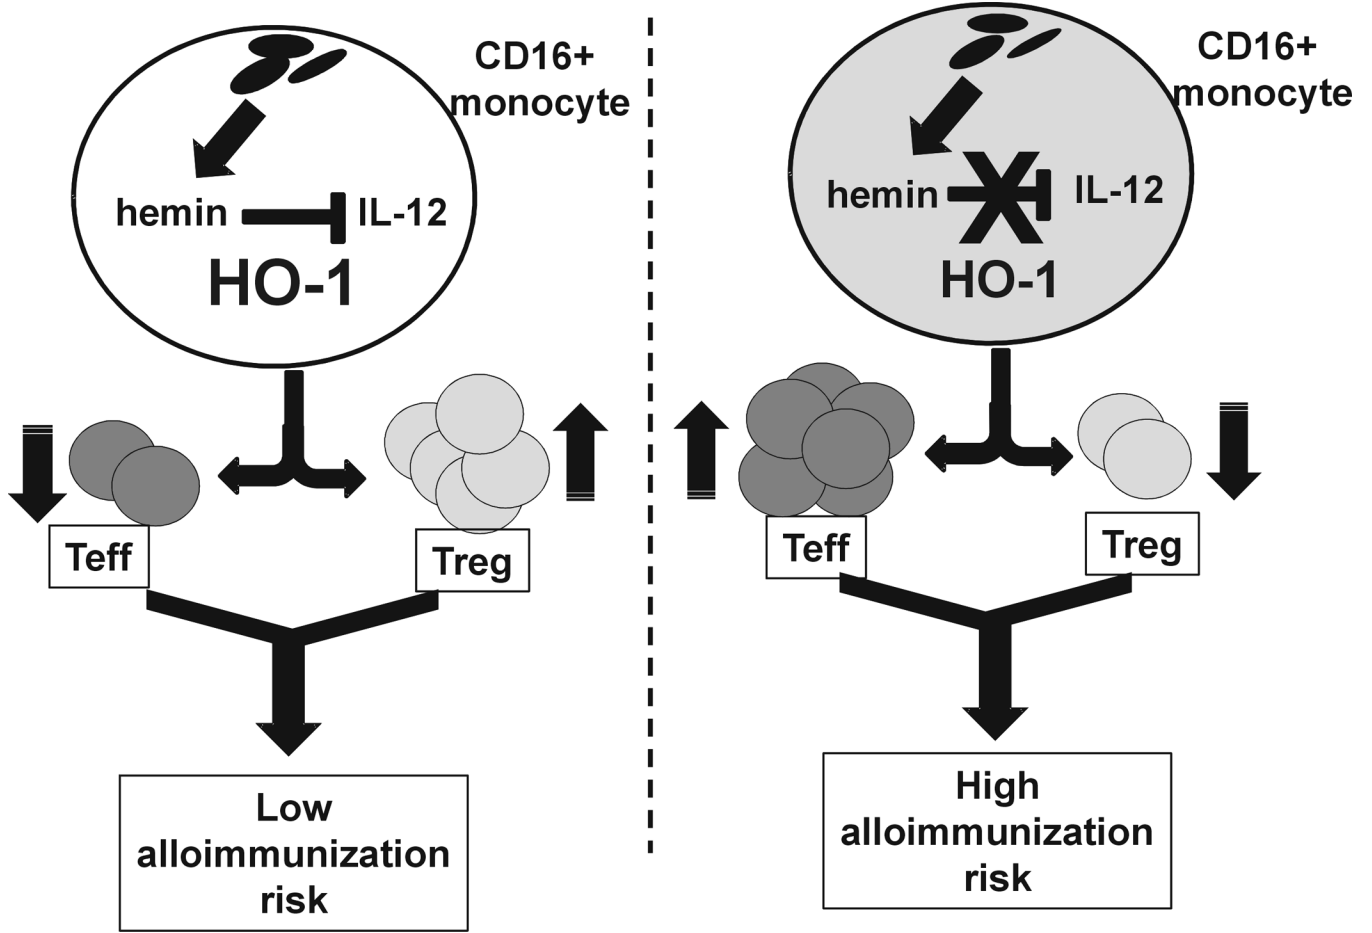 CD16+
monocyte
hemin
IL-12
HO-1
Teff
Treg
Low
alloimmunization
risk
CD16+
monocyte
hemin
IL-12
HO-1
Teff
Treg
High
alloimmunization
risk